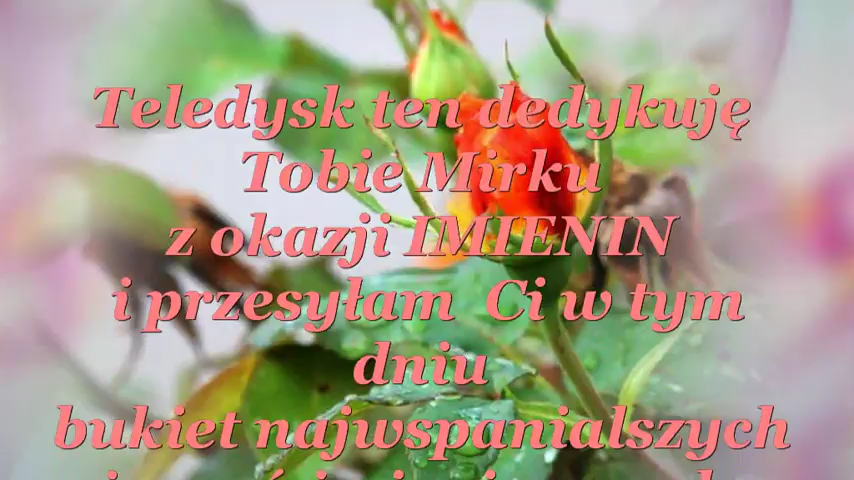 Teledysk ten dedykuję
Tobie Mirku
z okazji IMIENIN
i przesyłam Ci w tym
dniu
bukiet najwspanialszych